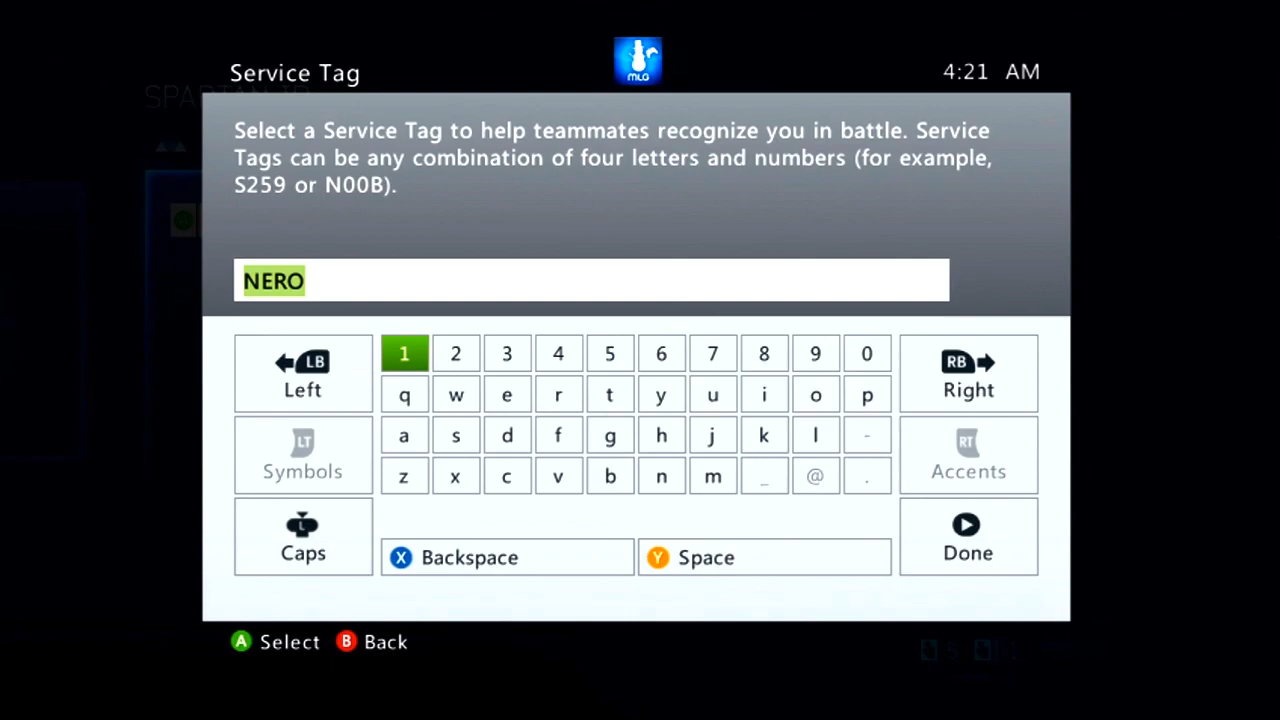 Service Tag
MLG
4:21 AM
SPARTAN ID
Select a Service Tag to help teammates recognize you in battle. Service
Tags can be any combination of four letters and numbers (for example,
S259 or N00B).
NERO
LB
Left
1 2 3 4 5 6 7 8 9 0
RB
Right
q w e r t y u i o p
LT
Symbols
a s d f g h j k l -
RT
Accents
z x c v b n m _ @ .
L
Caps
X Backspace
Y Space
Done
A Select B Back